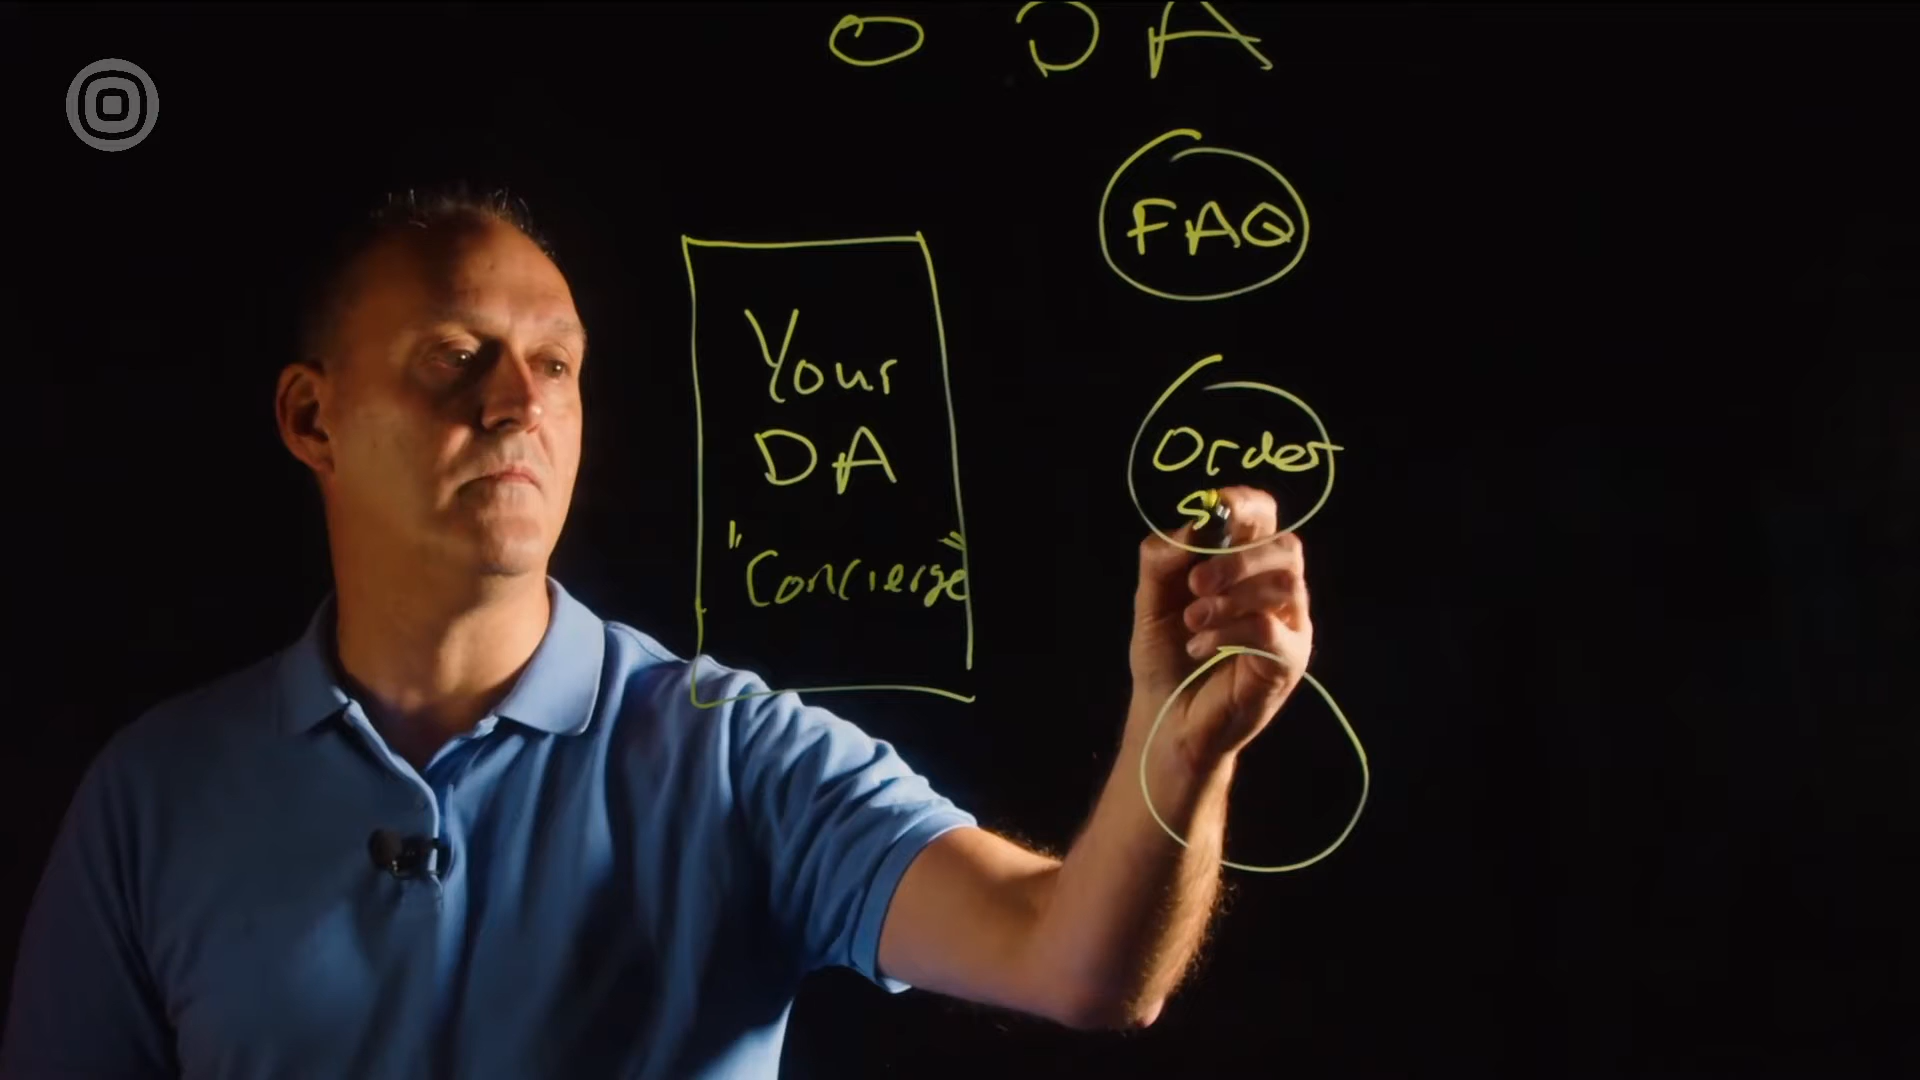 O DA
FAQ
Your
DA
"Concierge"
Order
S